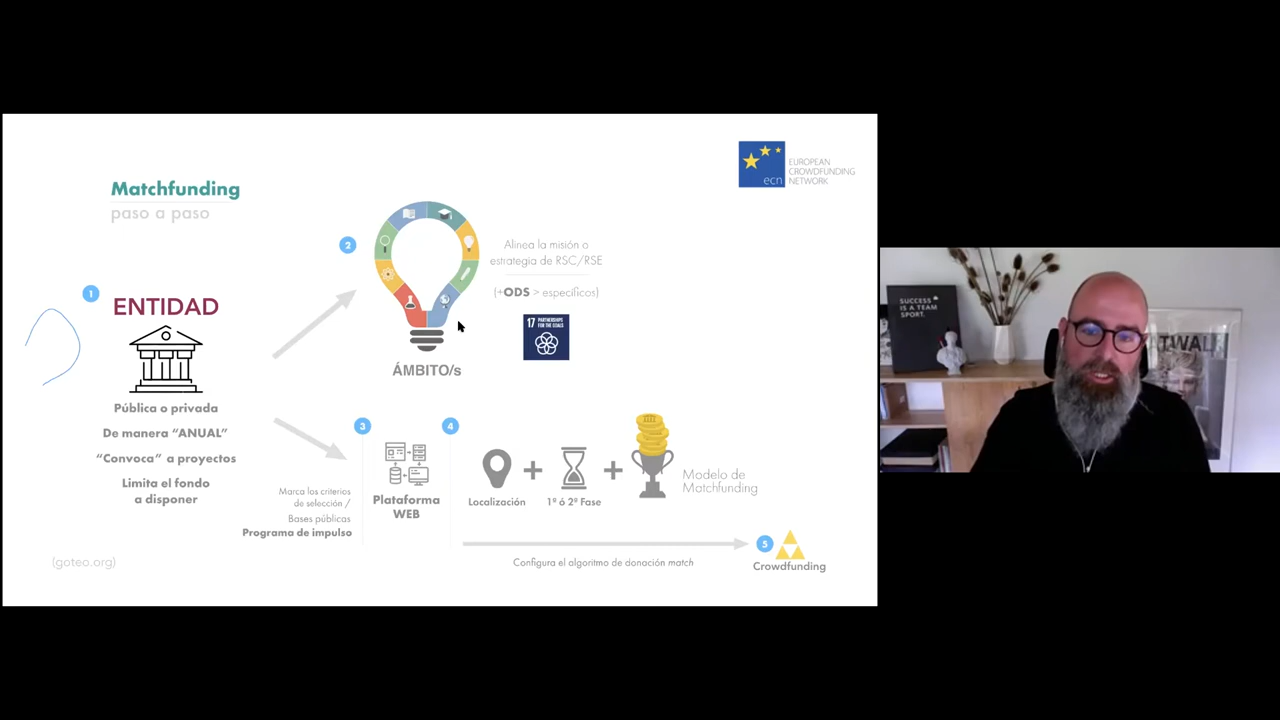 Matchfunding
paso a paso
ecn
EUROPEAN
CROWDFUNDING
NETWORK
1
ENTIDAD
Pública o privada
De manera “ANUAL”
“Convoca” a proyectos
Limita el fondo
a disponer
2
ÁMBITO/s
Alinea la misión o
estrategia de RSC/RSE
(+ODS > específicos)
17 PARTNERSHIPS
FOR THE GOALS
3
Marca los criterios
de selección /
Bases públicas
Programa de impulso
Plataforma
WEB
4
Localización
+
1ª ó 2ª Fase
+
Modelo de
Matchfunding
Configura el algoritmo de donación match
5
Crowdfunding
(goteo.org)
SUCCESS
IS A TEAM
SPORT.
ATWALK